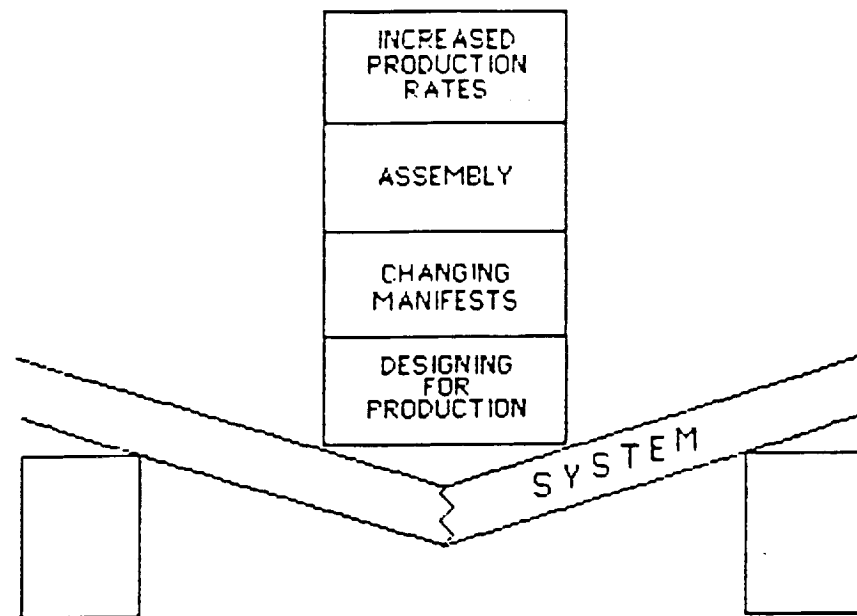 INCREASED
PRODUCTION
RATES
ASSEMBLY
CHANGING
MANIFESTS
DESIGNING
FOR
PRODUCTION
SYSTEM